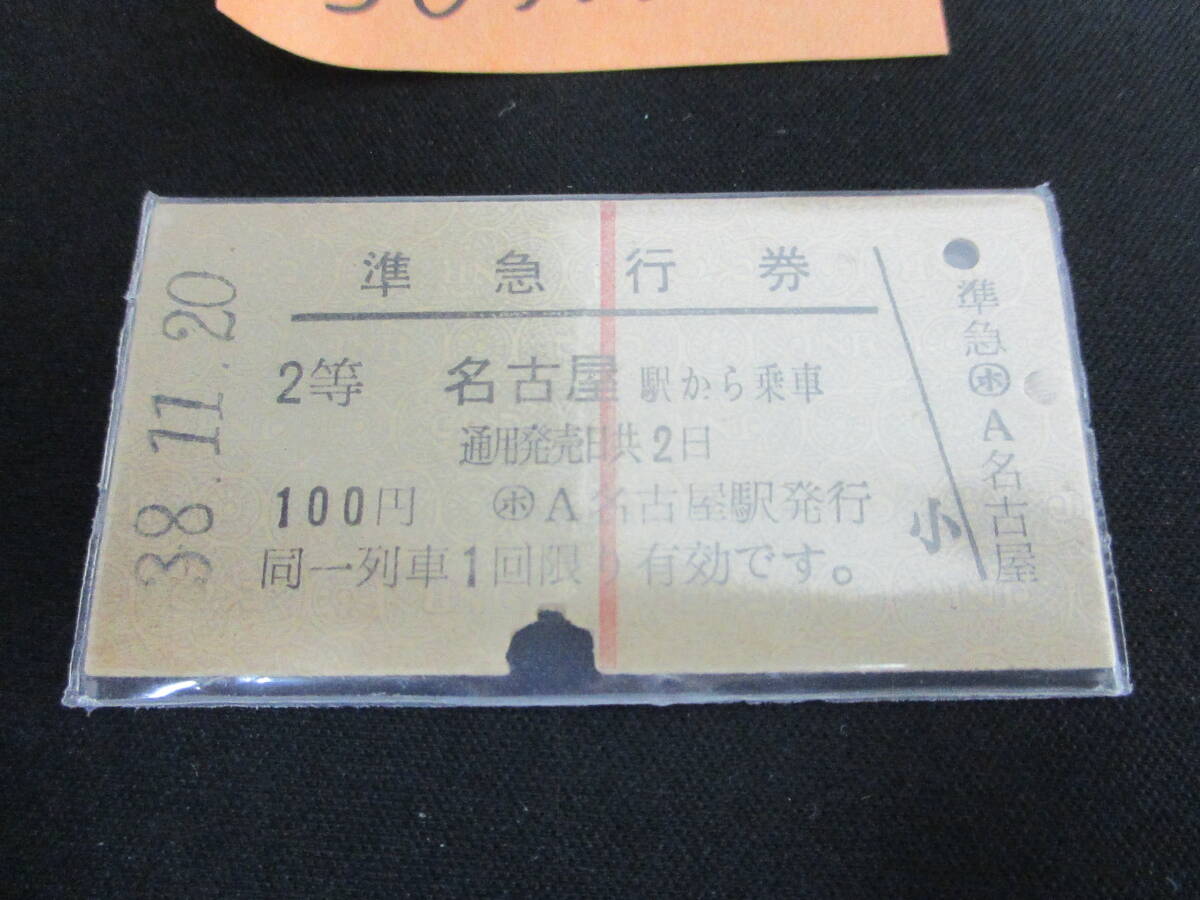 準急行券
2等 名古屋駅から乗車
通用発売日共2日
100円 ㋭A名古屋駅発行
同一列車1回限り有効です。
38.11.20
小
準急㋭A名古屋